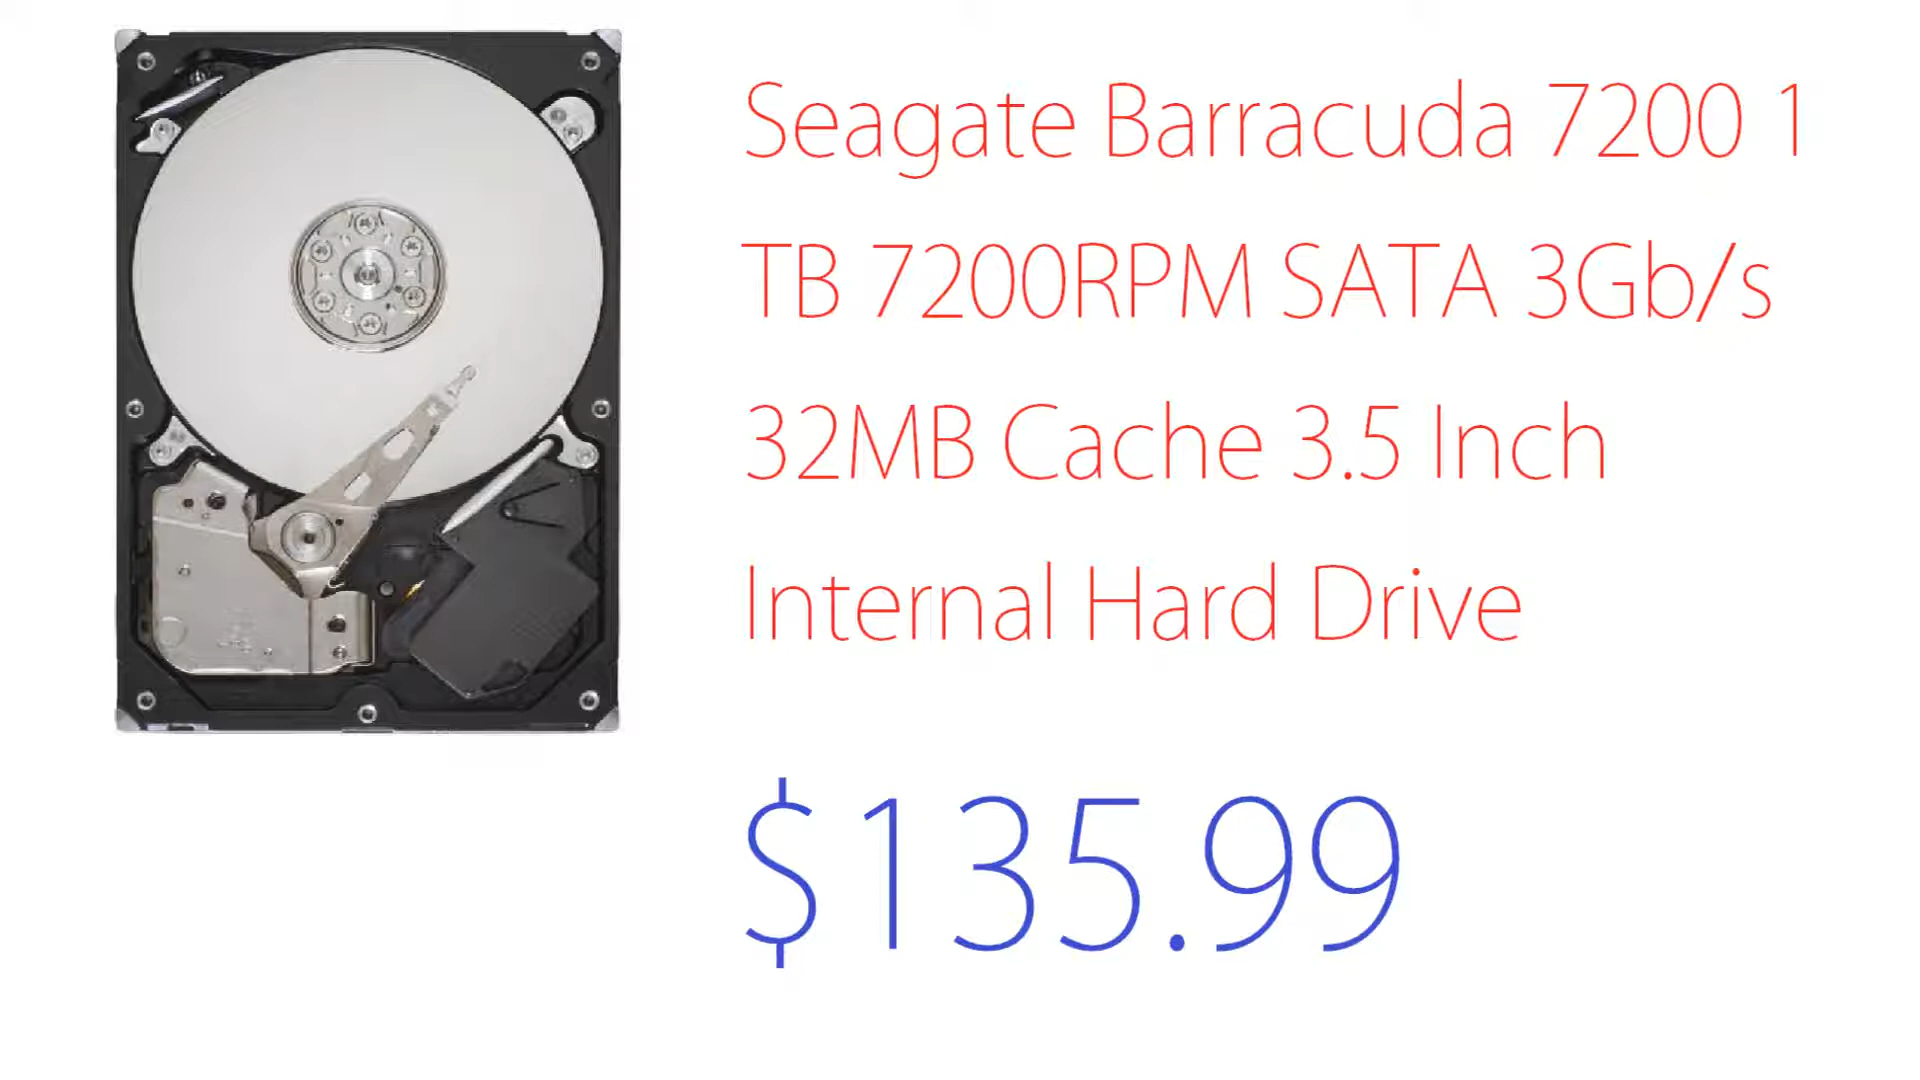 Seagate Barracuda 7200 1
TB 7200RPM SATA 3Gb/s
32MB Cache 3.5 Inch
Internal Hard Drive
$135.99